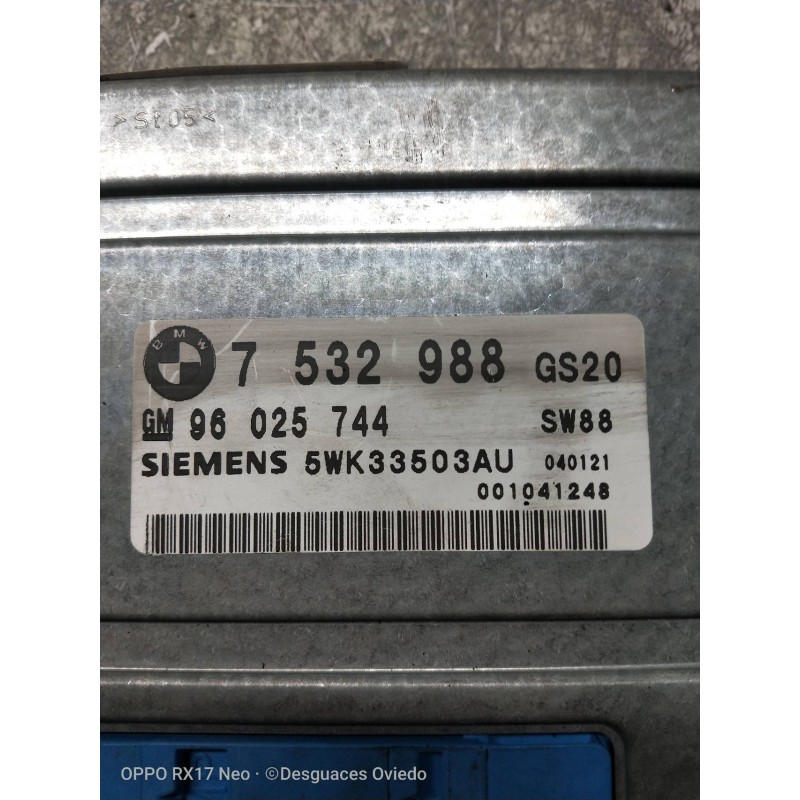 >St05<
BMW
7 532 988 GS20
GM 96 025 744 SW88
SIEMENS 5WK33503AU 040121
001041248
OPPO RX17 Neo · ©Desguaces Oviedo